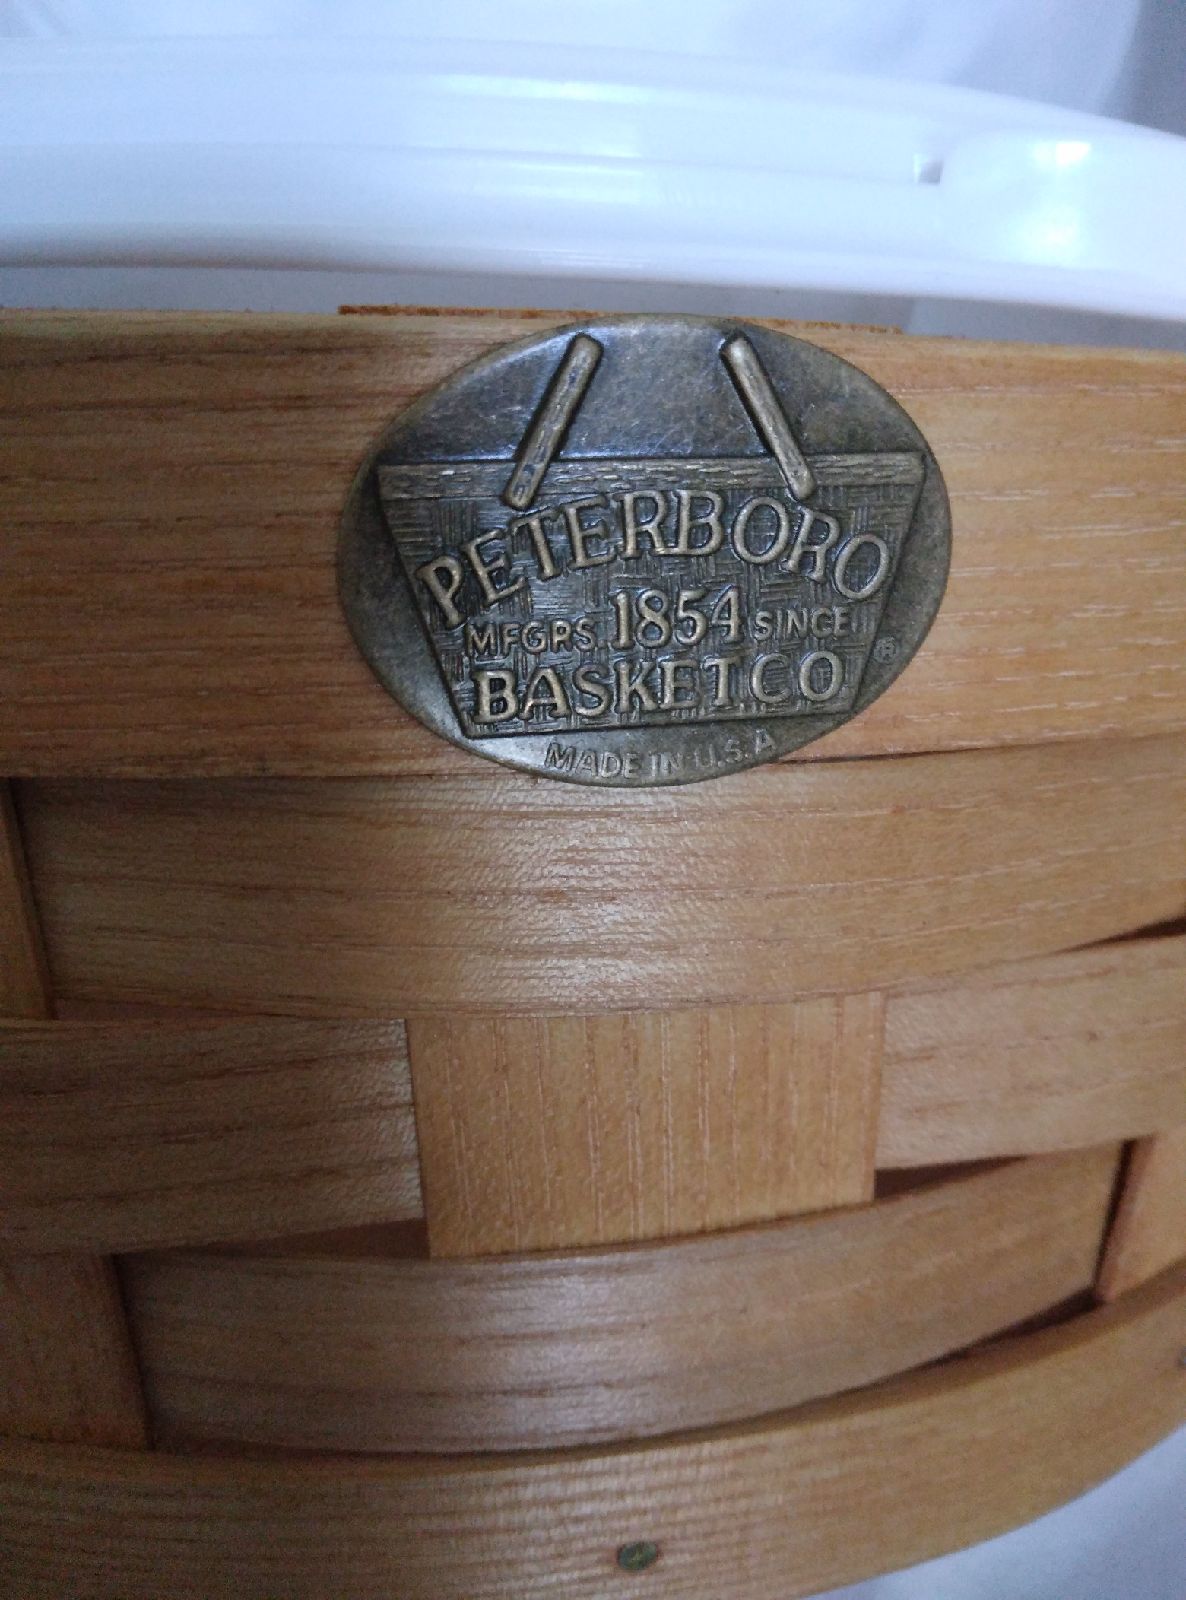 PETERBORO
MFGRS. 1854 SINCE
BASKET CO
®
MADE IN U.S.A